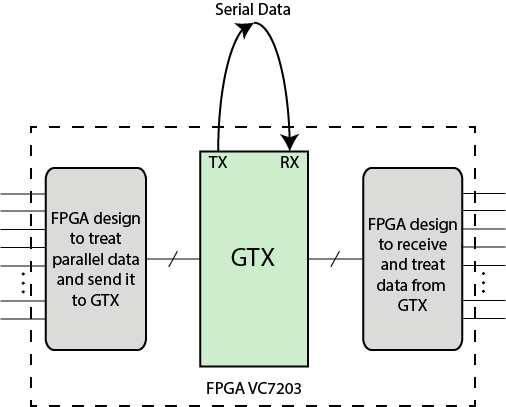 Serial Data
TX
RX
FPGA design
to treat
parallel data
and send it
to GTX
GTX
FPGA design
to receive
and treat
data from
GTX
FPGA VC7203